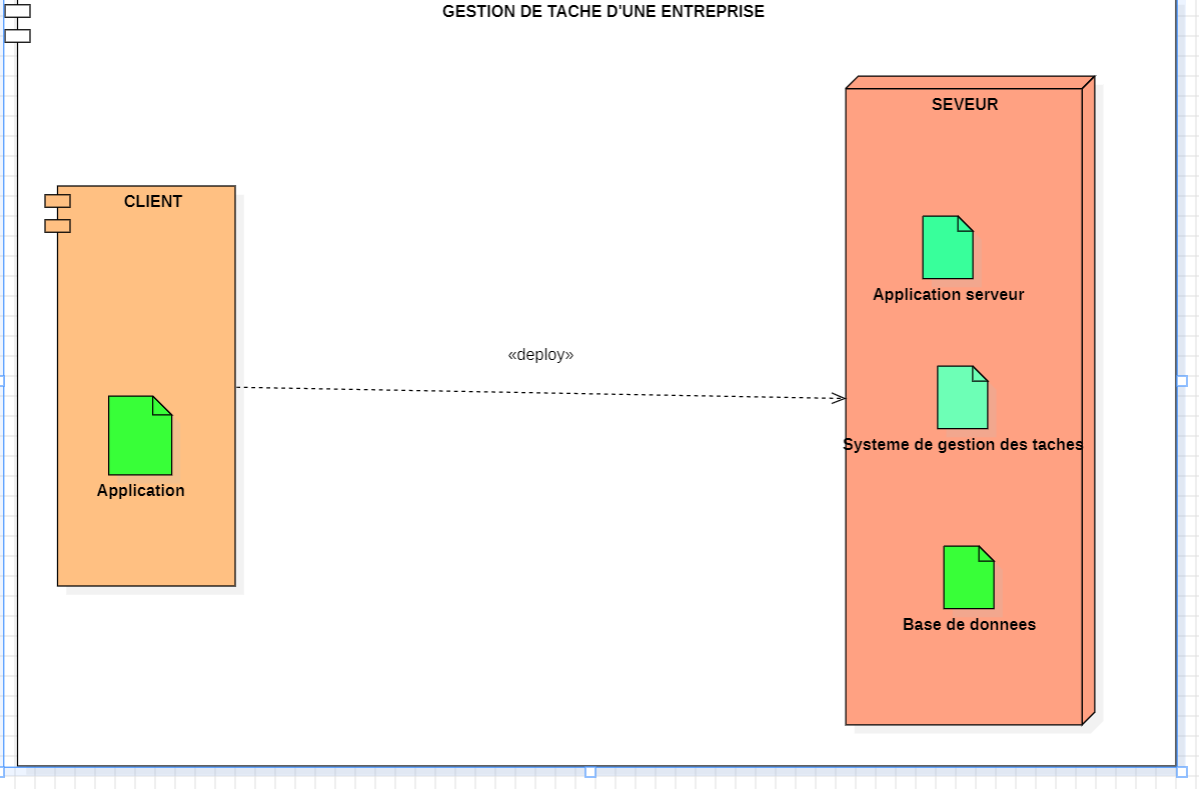 GESTION DE TACHE D'UNE ENTREPRISE
SEVEUR
CLIENT
Application serveur
«deploy»
Systeme de gestion des taches
Application
Base de donnees